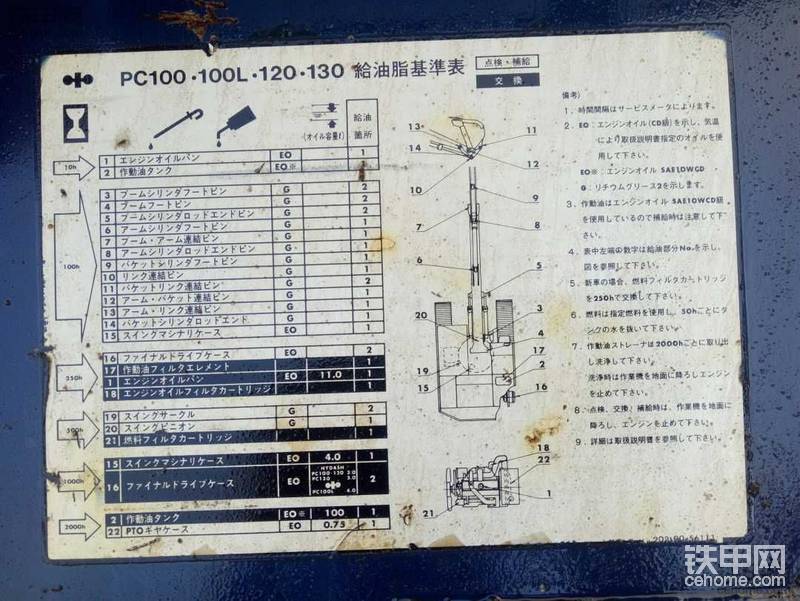 PC100・100L・120・130 給油脂基準表
点検・補給
交換
(オイル容量ℓ)
給油箇所
10h
1 エンジンオイルパン EO 1
2 作動油タンク EO※ 1
100h
3 ブームシリンダフートピン G 2
4 ブームフートピン G 2
5 ブームシリンダロッドエンドピン G 2
6 アームシリンダフートピン G 1
7 ブーム・アーム連結ピン G 1
8 アームシリンダロッドエンドピン G 1
9 バケットシリンダフートピン G 1
10 リンク連結ピン G 1
11 バケットリンク連結ピン G 2
12 アーム・バケット連結ピン G 1
13 アーム・リンク連結ピン G 1
14 バケットシリンダロッドエンド G 1
15 スイングマシナリケース EO 1
250h
16 ファイナルドライブケース EO 2
17 作動油フィルタエレメント 1
1 エンジンオイルパン EO 11.0 1
18 エンジンオイルフィルタカートリッジ 1
500h
19 スイングサークル G 2
20 スイングピニオン G 1
21 燃料フィルタカートリッジ 1
1000h
15 スイングマシナリケース EO 4.0 1
16 ファイナルドライブケース EO 2
PC100・120 2.0
PC130 3.0
PC100L 4.0
2000h
2 作動油タンク EO※ 100 1
22 PTOギヤケース EO 0.75 1
13
14
10
11
12
9
8
7
6
5
20
3
4
17
2
19
15
16
18
22
1
21
備考)
1．時間間隔はサービスメータによります。
2．EO：エンジンオイル(CD級)を示し、気温
により取扱説明書指定のオイルを使
用して下さい。
EO※：エンジンオイル SAE10WCD
G：リチウムグリース2を示します。
3．作動油はエンジンオイル SAE10WCD級
を使用しているので補給時は注意して下
さい。
4．表中左端の数字は給油部分No.を示し、
図を参照して下さい。
5．新車の場合、燃料フィルタカートリッジ
を250hで交換して下さい。
6．燃料は指定燃料を使用し、50hごとにタ
ンクの水を抜いて下さい。
7．作動油ストレーナは2000hごとに取り出
し洗浄して下さい。
洗浄時は作業機を地面に降ろしエンジン
を止めて下さい。
8．点検、交換、補給時は、作業機を地面に
降ろし、エンジンを止めて下さい。
9．詳細は取扱説明書を参照して下さい。
铁甲网
cehome.com